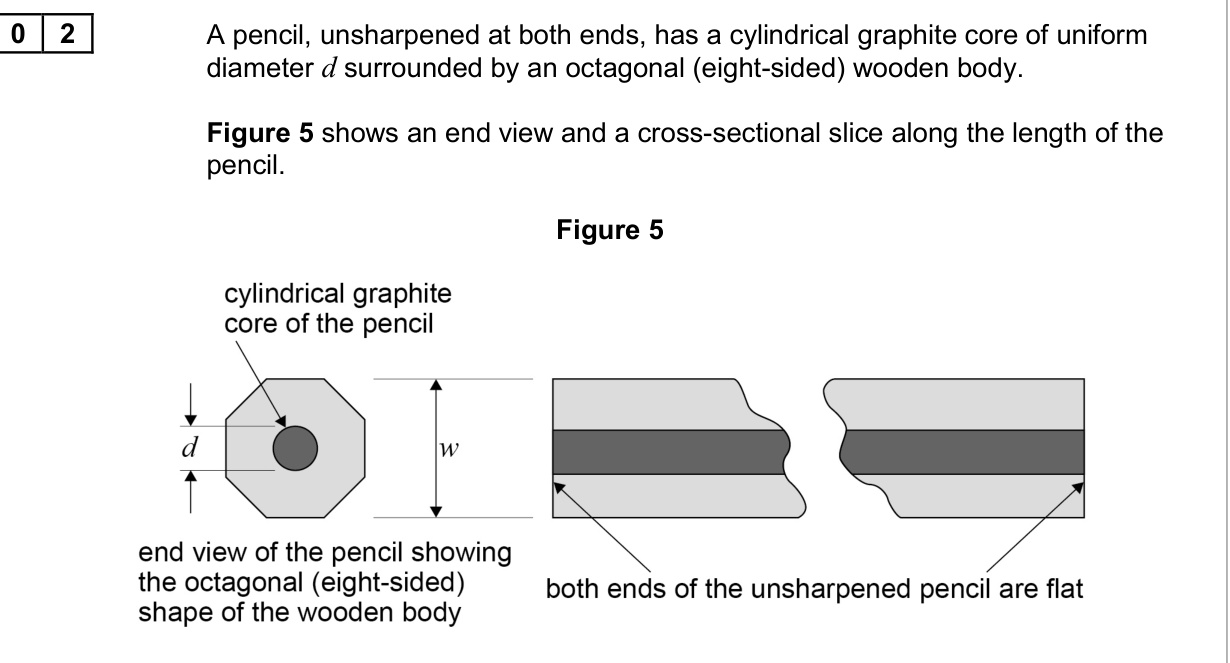 0 2
A pencil, unsharpened at both ends, has a cylindrical graphite core of uniform
diameter d surrounded by an octagonal (eight-sided) wooden body.
Figure 5 shows an end view and a cross-sectional slice along the length of the
pencil.
Figure 5
cylindrical graphite
core of the pencil
d
w
end view of the pencil showing
the octagonal (eight-sided)
shape of the wooden body
both ends of the unsharpened pencil are flat